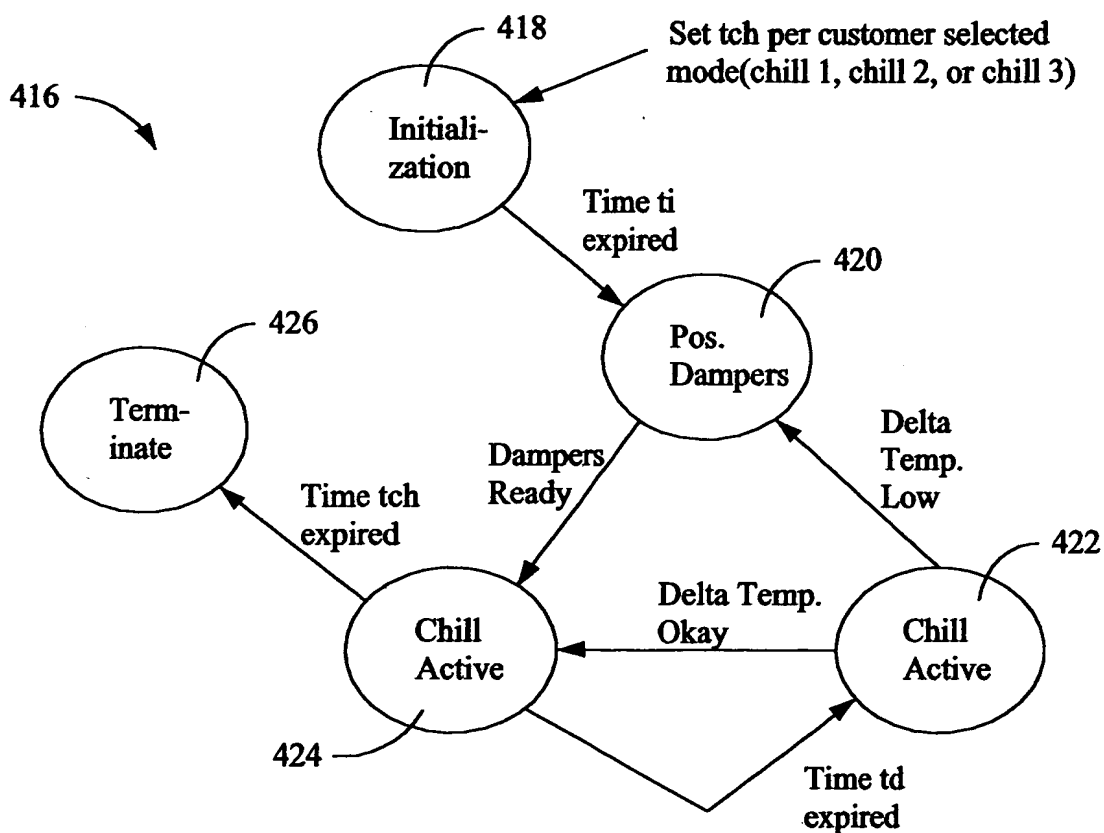 418
Set tch per customer selected
mode(chill 1, chill 2, or chill 3)
416
Initiali-
zation
Time ti
expired
420
426
Pos.
Dampers
Term-
inate
Delta
Temp.
Low
Dampers
Ready
Time tch
expired
422
Delta Temp.
Okay
Chill
Active
Chill
Active
424
Time td
expired